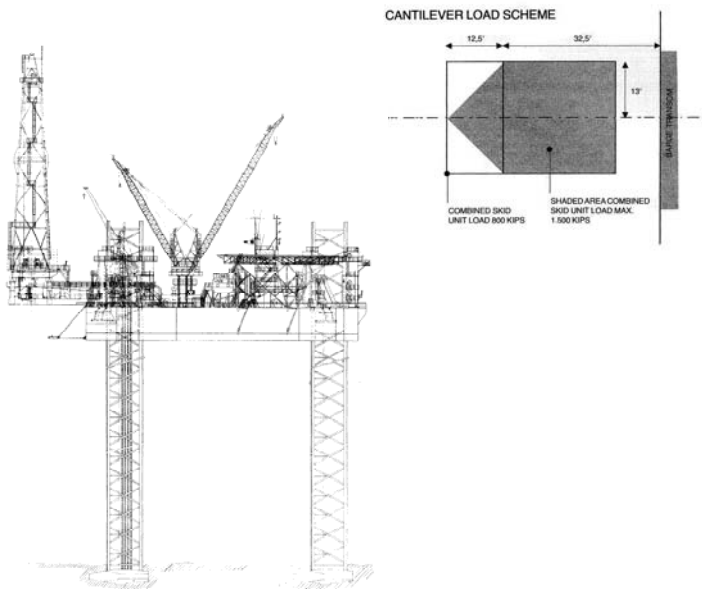 CANTILEVER LOAD SCHEME
12,5'
32,5'
13'
BARGE TRANSOM
COMBINED SKID
UNIT LOAD 800 KIPS
SHADED AREA COMBINED
SKID UNIT LOAD MAX.
1.500 KIPS